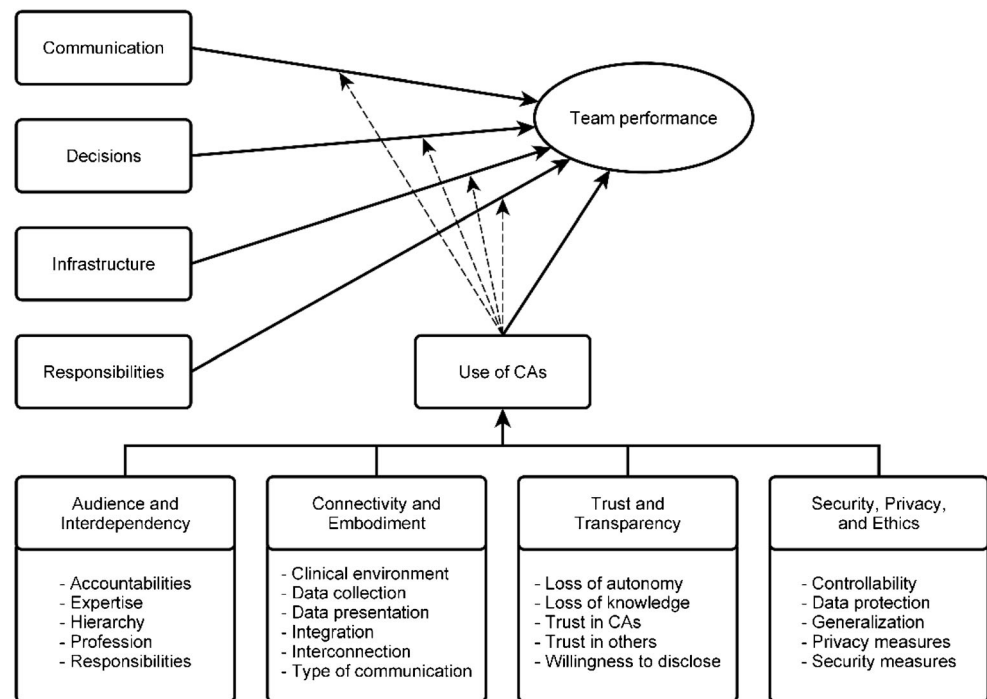 Communication
Team performance
Decisions
Infrastructure
Responsibilities
Use of CAs
Audience and
Interdependency
- Accountabilities
- Expertise
- Hierarchy
- Profession
- Responsibilities
Connectivity and
Embodiment
- Clinical environment
- Data collection
- Data presentation
- Integration
- Interconnection
- Type of communication
Trust and
Transparency
- Loss of autonomy
- Loss of knowledge
- Trust in CAs
- Trust in others
- Willingness to disclose
Security, Privacy,
and Ethics
- Controllability
- Data protection
- Generalization
- Privacy measures
- Security measures